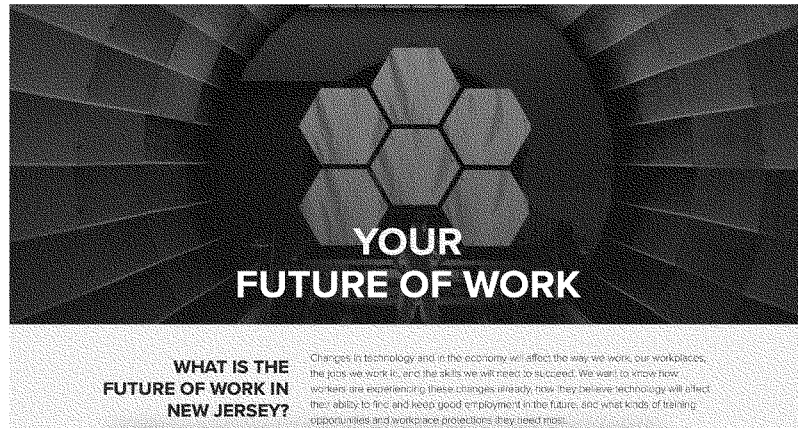 YOUR
FUTURE OF WORK
WHAT IS THE
FUTURE OF WORK IN
NEW JERSEY?
Changes in technology and in the economy will affect the way we work, our workplaces,
the jobs we work in, and the skills we will need to succeed. We want to know how
workers are experiencing these changes already, how they believe technology will affect
their ability to find and keep good employment in the future, and what kinds of training
opportunities and workplace protections they need most.